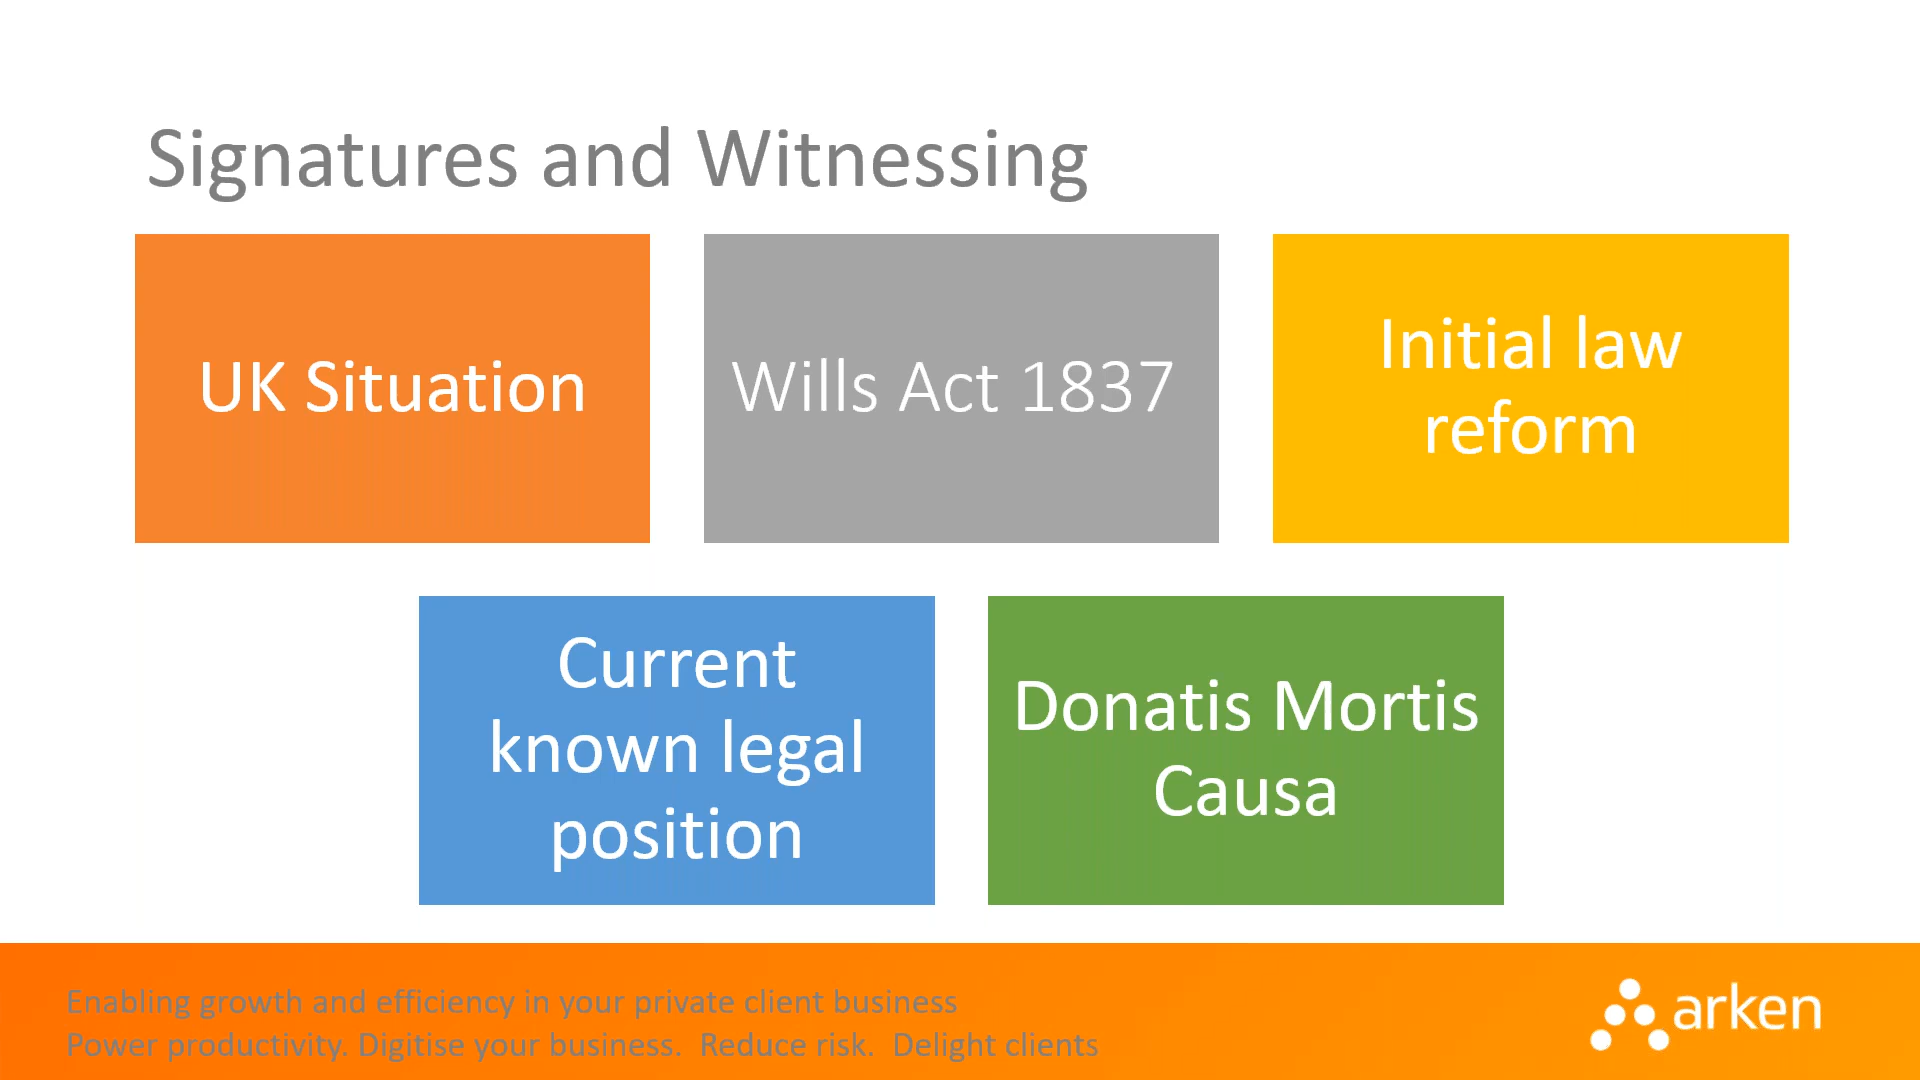 Signatures and Witnessing
UK Situation
Wills Act 1837
Initial law
reform
Current
known legal
position
Donatis Mortis
Causa
Enabling growth and efficiency in your private client business
Power productivity. Digitise your business.  Reduce risk.  Delight clients
arken